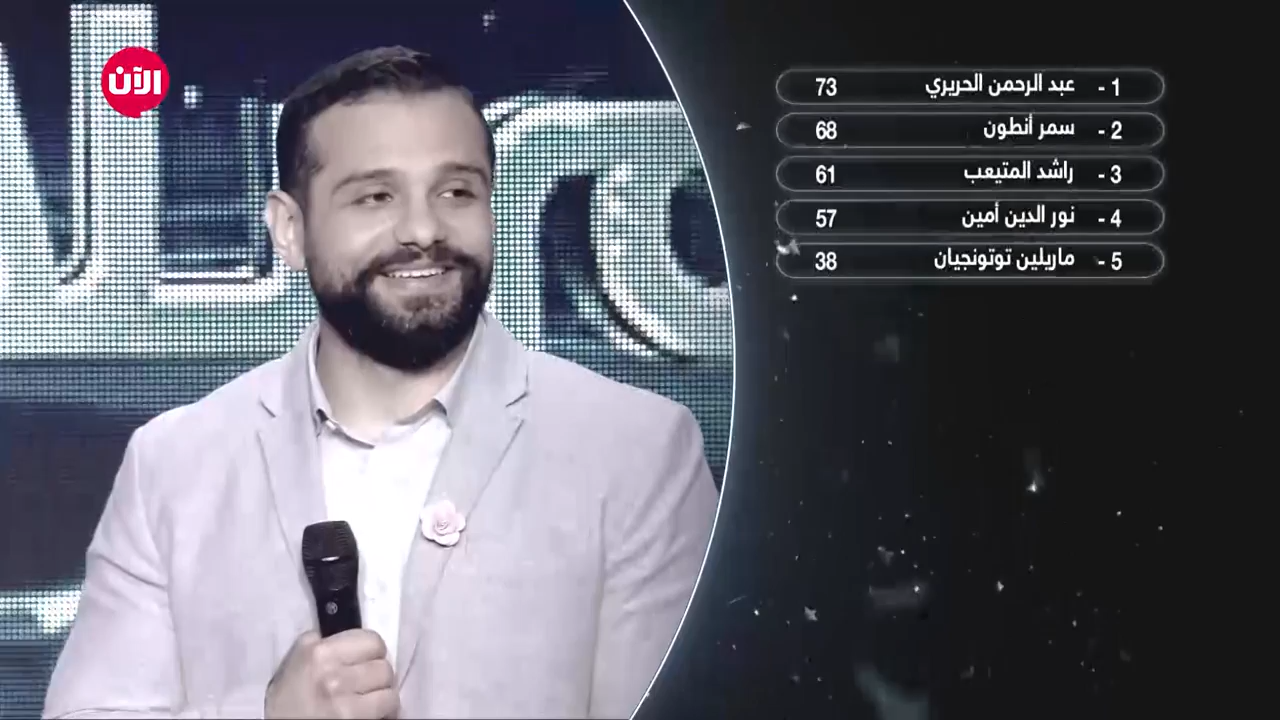 الآن
1 - عبد الرحمن الحريري 73
2 - سمر أنطون 68
3 - راشد المتيعب 61
4 - نور الدين أمين 57
5 - ماريلين توتونجيان 38